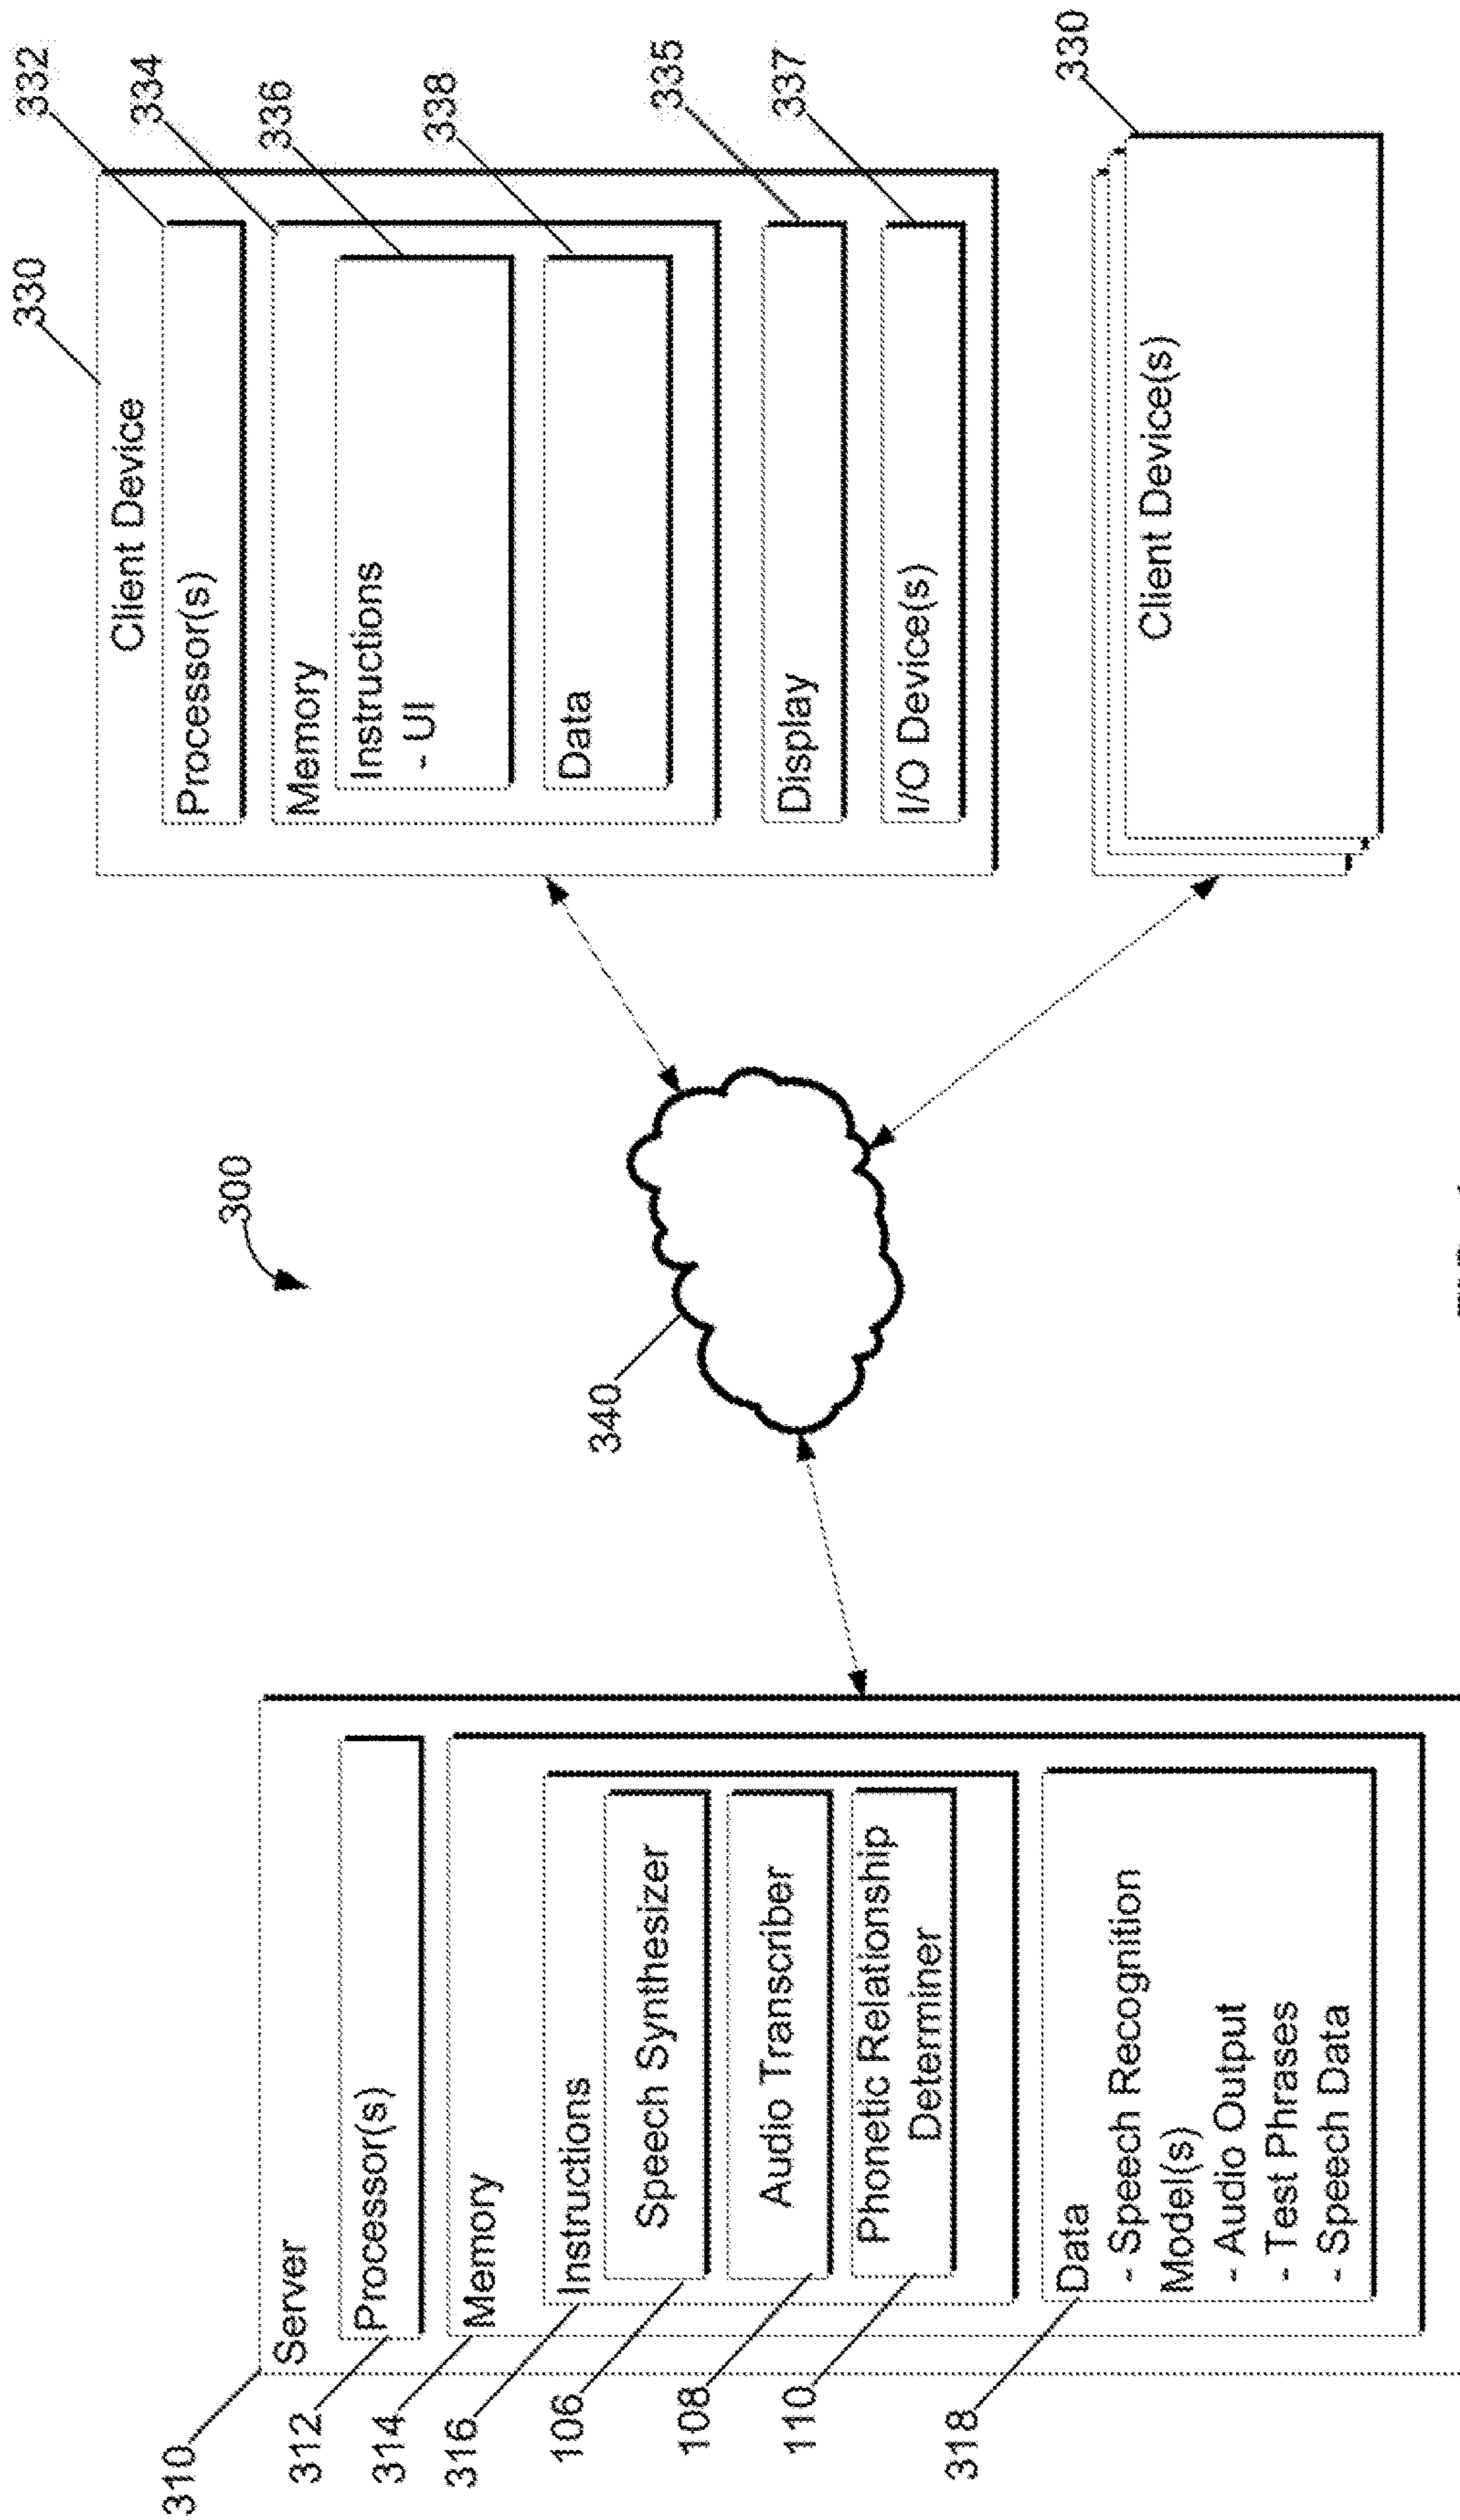 300
310
Server
312
Processor(s)
314
Memory
316
Instructions
106
Speech Synthesizer
108
Audio Transcriber
110
Phonetic Relationship
Determiner
318
Data
- Speech Recognition
Model(s)
- Audio Output
- Test Phrases
- Speech Data
340
330
Client Device
332
Processor(s)
334
Memory
336
Instructions
- UI
338
Data
335
Display
337
I/O Device(s)
330
Client Device(s)